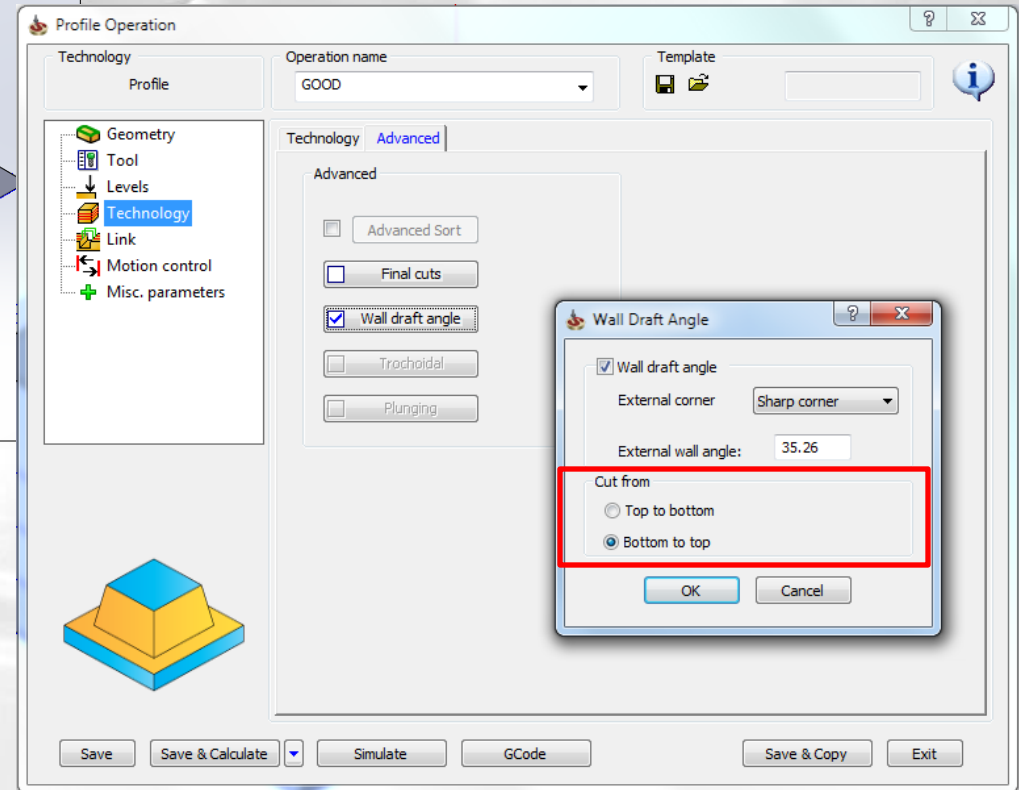 Profile Operation
Technology
Profile
Operation name
GOOD
Template
Geometry
Tool
Levels
Technology
Link
Motion control
Misc. parameters
Technology
Advanced
Advanced
Advanced Sort
Final cuts
Wall draft angle
Trochoidal
Plunging
Wall Draft Angle
Wall draft angle
External corner
Sharp corner
External wall angle:
35.26
Cut from
Top to bottom
Bottom to top
OK
Cancel
Save
Save & Calculate
Simulate
GCode
Save & Copy
Exit